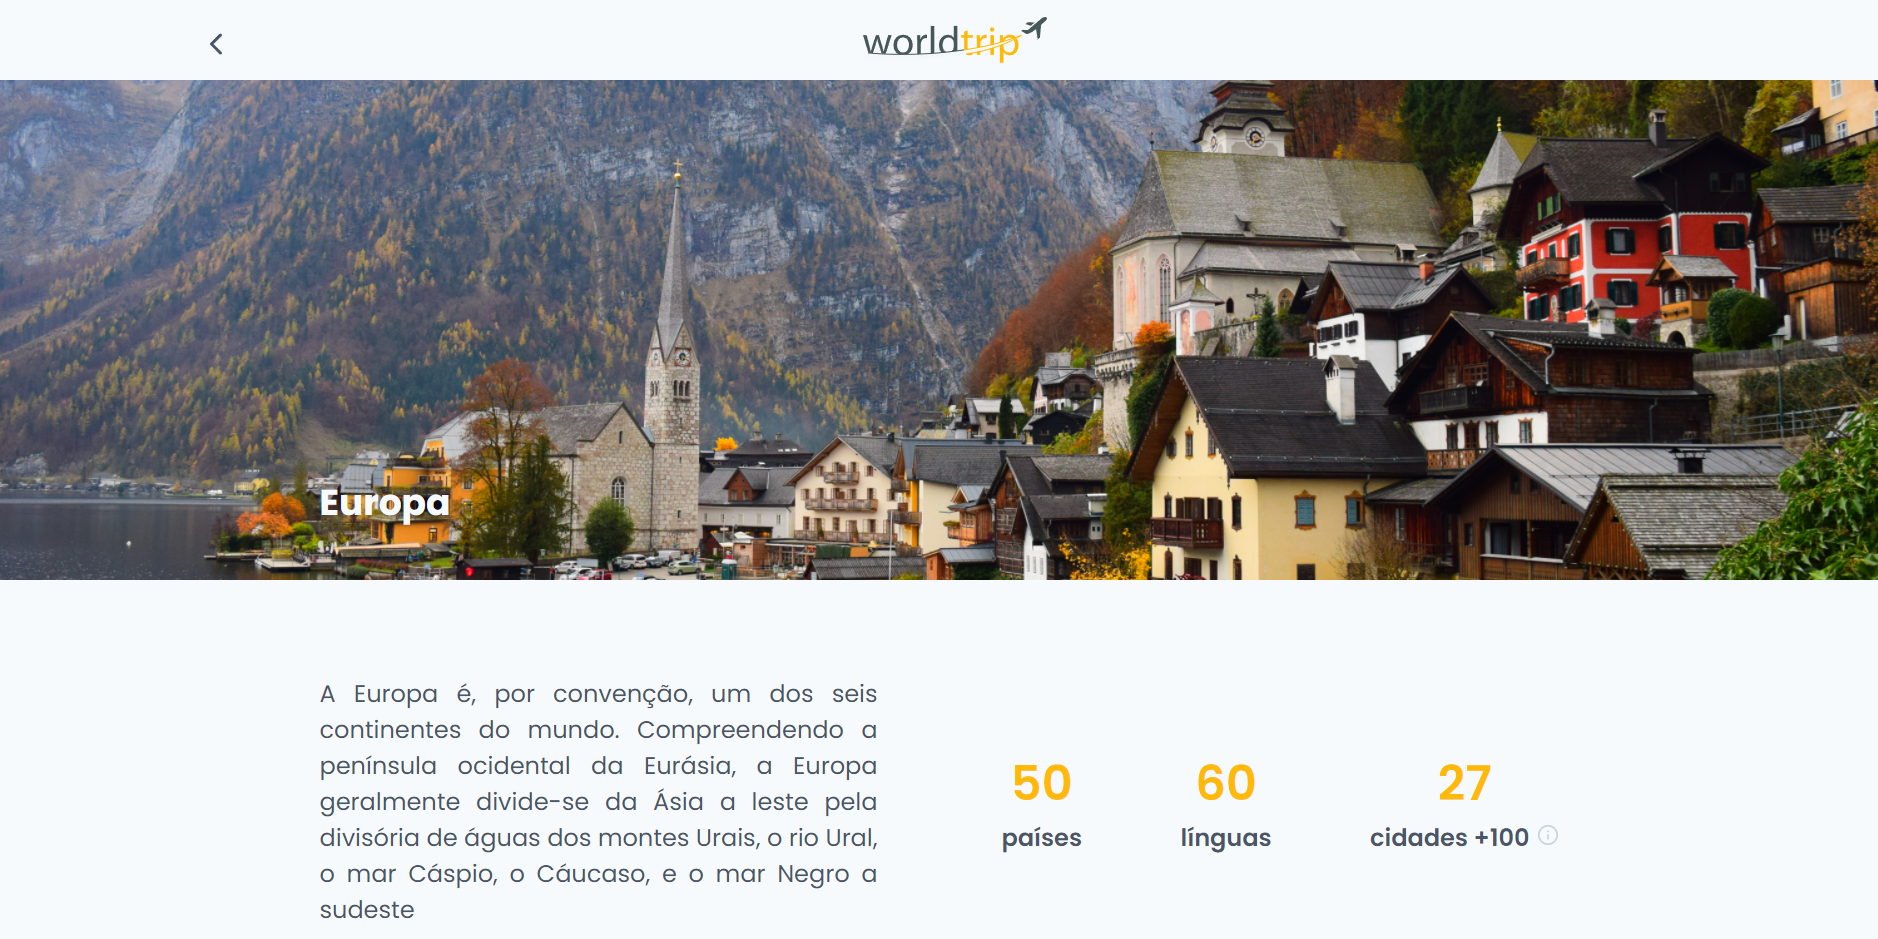 worldtrip
Europa
A Europa é, por convenção, um dos seis
continentes do mundo. Compreendendo a
península ocidental da Eurásia, a Europa
geralmente divide-se da Ásia a leste pela
divisória de águas dos montes Urais, o rio Ural,
o mar Cáspio, o Cáucaso, e o mar Negro a
sudeste
50
países
60
línguas
27
cidades +100